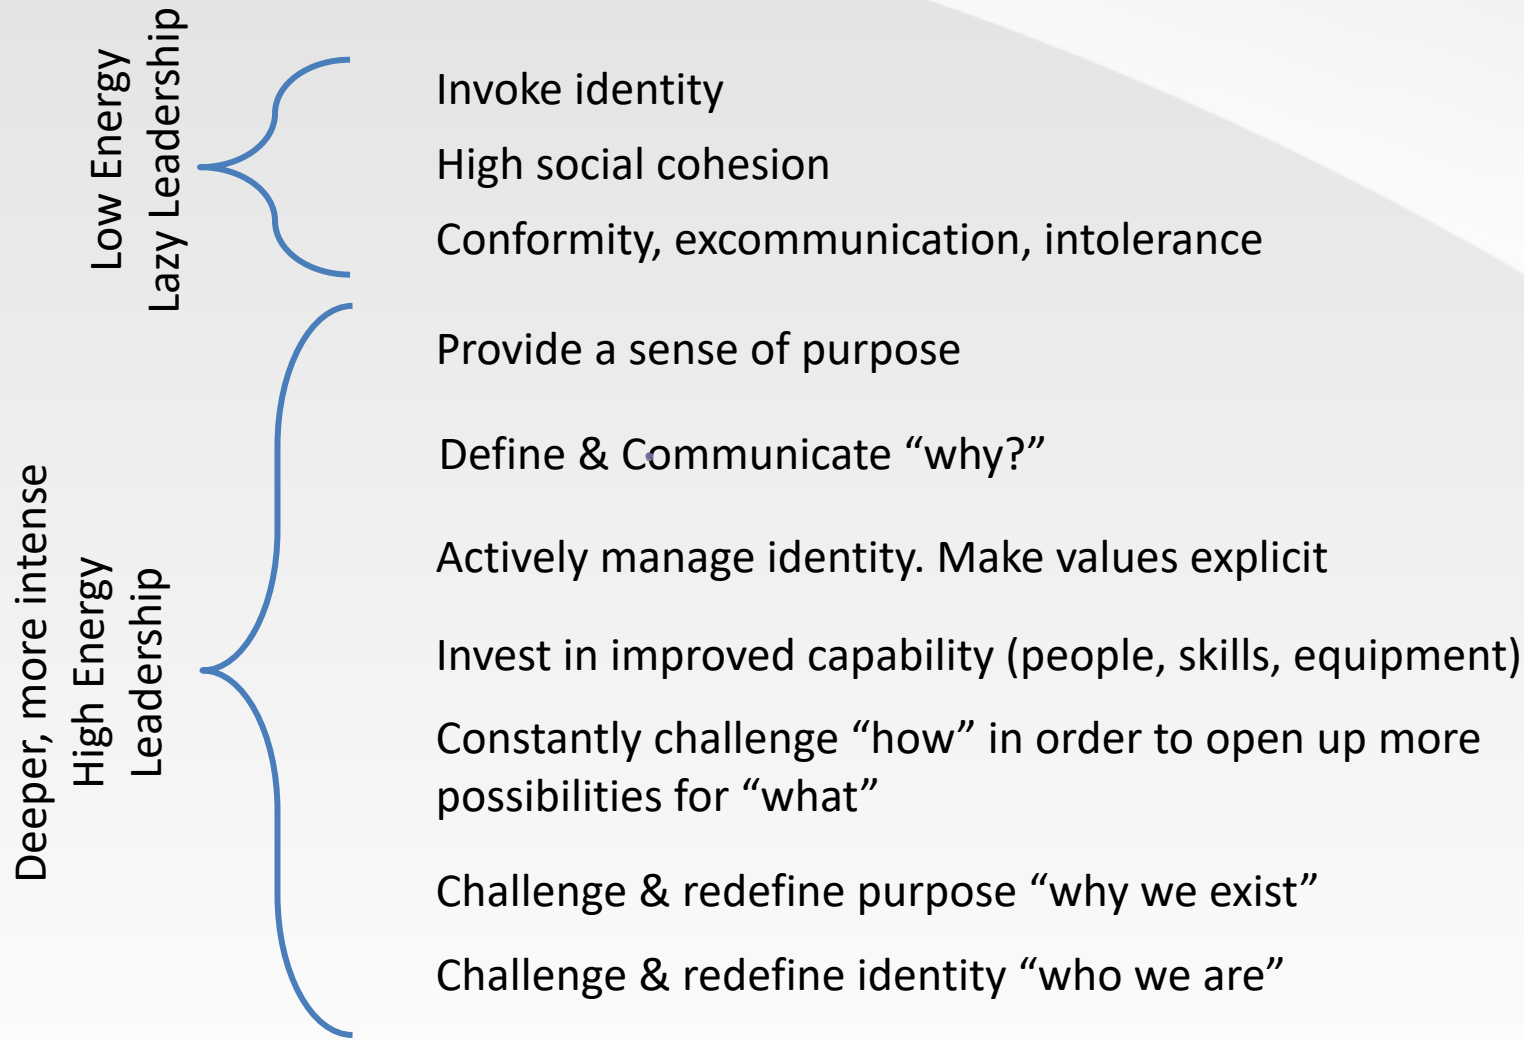 Low Energy
Lazy Leadership
Invoke identity
High social cohesion
Conformity, excommunication, intolerance
Deeper, more intense
High Energy
Leadership
Provide a sense of purpose
Define & Communicate “why?”
Actively manage identity. Make values explicit
Invest in improved capability (people, skills, equipment)
Constantly challenge “how” in order to open up more
possibilities for “what”
Challenge & redefine purpose “why we exist”
Challenge & redefine identity “who we are”